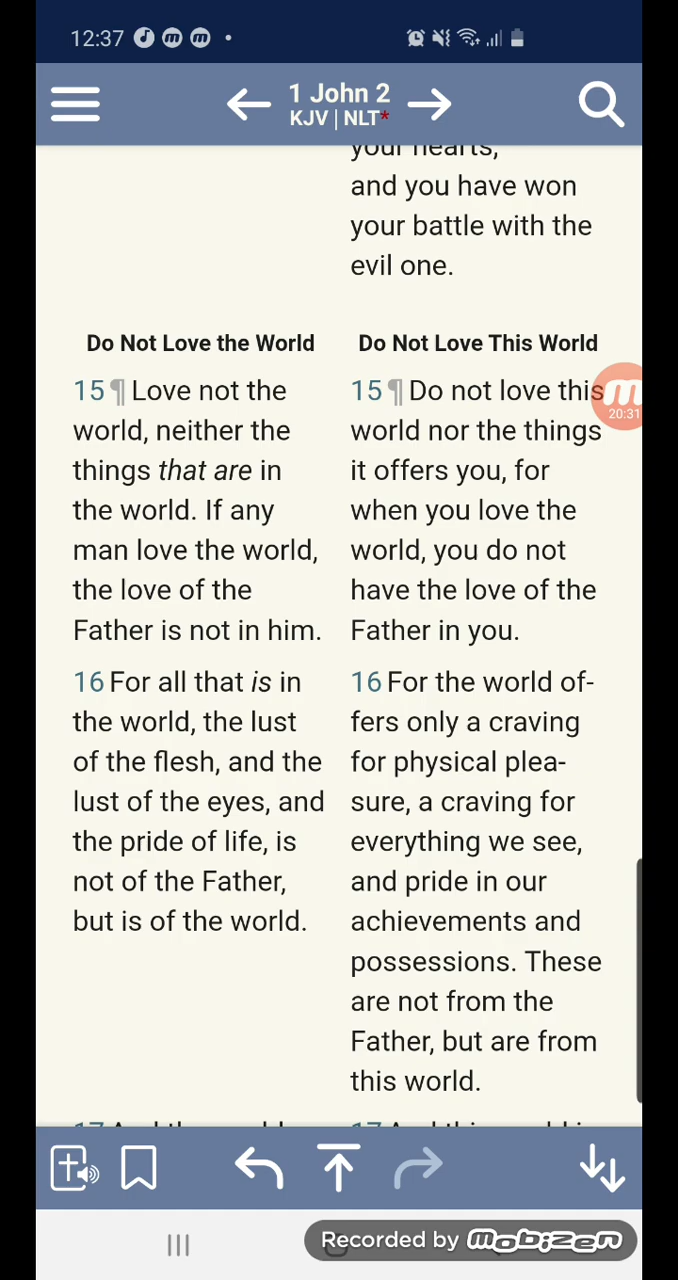 12:37
1 John 2
KJV | NLT*
your hearts,
and you have won
your battle with the
evil one.
Do Not Love the World
15 ¶ Love not the
world, neither the
things that are in
the world. If any
man love the world,
the love of the
Father is not in him.
16 For all that is in
the world, the lust
of the flesh, and the
lust of the eyes, and
the pride of life, is
not of the Father,
but is of the world.
Do Not Love This World
15 ¶ Do not love this
world nor the things
it offers you, for
when you love the
world, you do not
have the love of the
Father in you.
16 For the world of-
fers only a craving
for physical plea-
sure, a craving for
everything we see,
and pride in our
achievements and
possessions. These
are not from the
Father, but are from
this world.
20:31
Recorded by mobizen